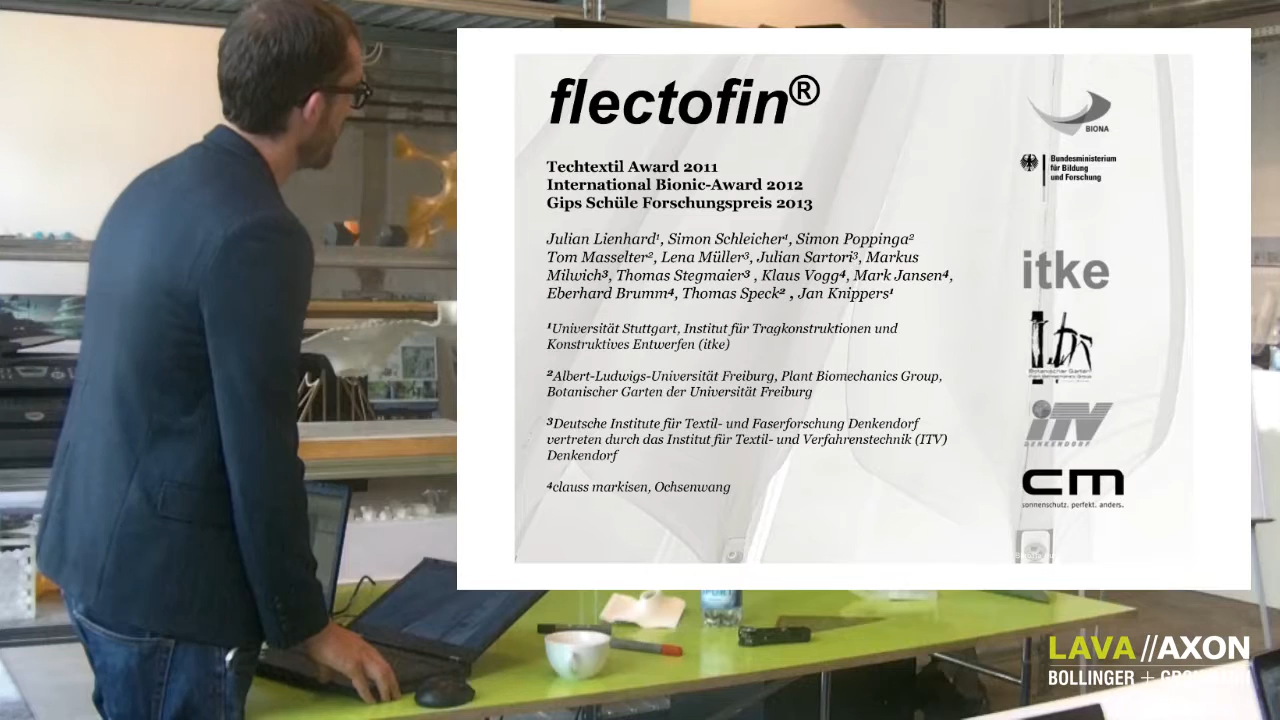 flectofin®
Techtextil Award 2011
International Bionic-Award 2012
Gips Schüle Forschungspreis 2013
Julian Lienhard¹, Simon Schleicher¹, Simon Poppinga²
Tom Masselter², Lena Müller³, Julian Sartori³, Markus
Milwich³, Thomas Stegmaier³ , Klaus Vogg⁴, Mark Jansen⁴,
Eberhard Brumm⁴, Thomas Speck² , Jan Knippers¹
¹Universität Stuttgart, Institut für Tragkonstruktionen und
Konstruktives Entwerfen (itke)
²Albert-Ludwigs-Universität Freiburg, Plant Biomechanics Group,
Botanischer Garten der Universität Freiburg
³Deutsche Institute für Textil- und Faserforschung Denkendorf
vertreten durch das Institut für Textil- und Verfahrenstechnik (ITV)
Denkendorf
⁴clauss markisen, Ochsenwang
BIONA
Bundesministerium
für Bildung
und Forschung
itke
Botanischer Garten
Plant Biomechanics Group
ITV
DENKENDORF
cm
sonnenschutz. perfekt. anders.
LAVA //AXON
BOLLINGER +